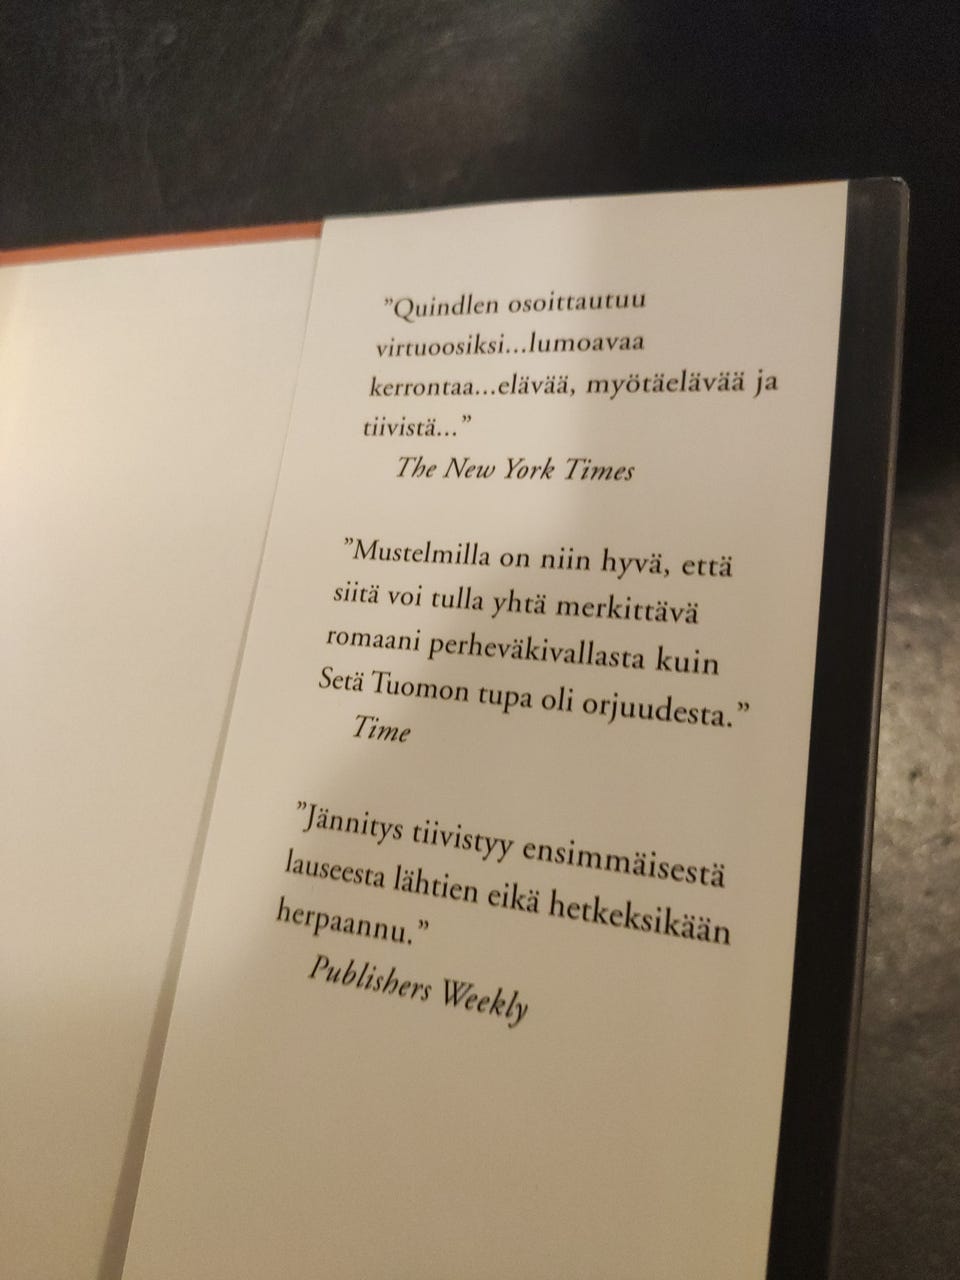 ”Quindlen osoittautuu
virtuoosiksi...lumoavaa
kerrontaa...elävää, myötäelävää ja
tiivistä...”
The New York Times
”Mustelmilla on niin hyvä, että
siitä voi tulla yhtä merkittävä
romaani perheväkivallasta kuin
Setä Tuomon tupa oli orjuudesta.”
Time
”Jännitys tiivistyy ensimmäisestä
lauseesta lähtien eikä hetkeksikään
herpaannu.”
Publishers Weekly